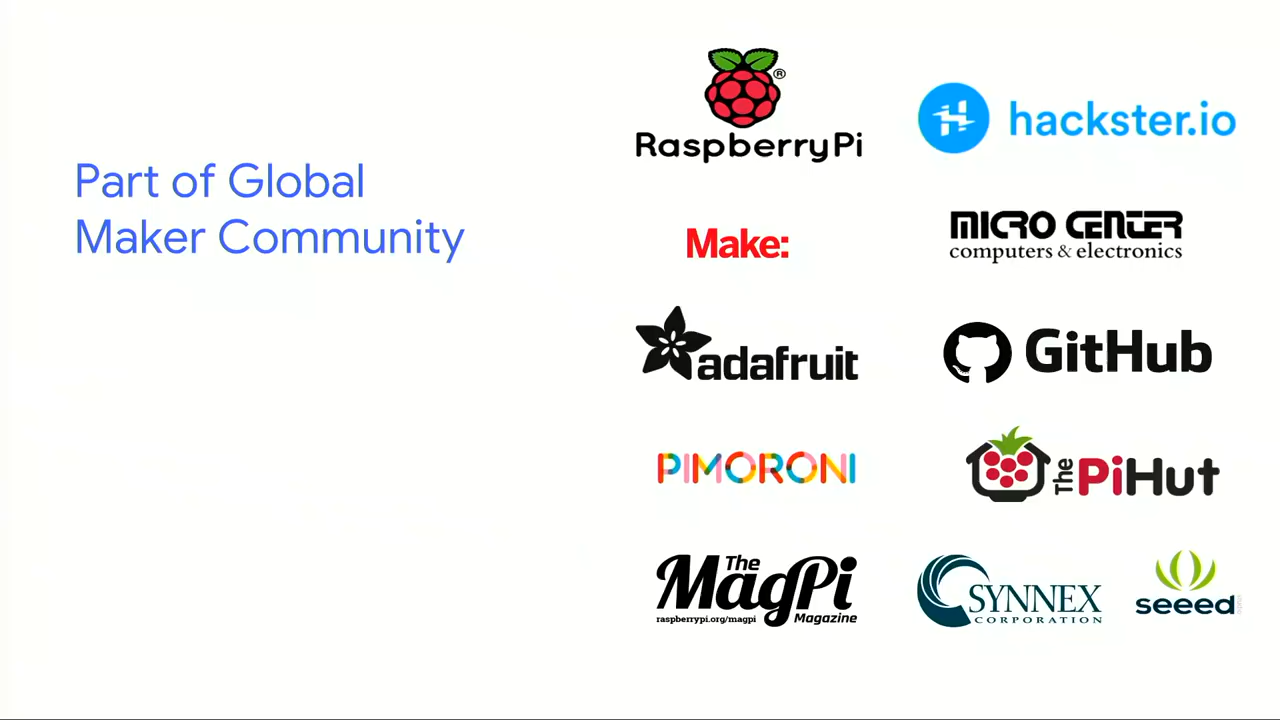 Part of Global
Maker Community
RaspberryPi
®
hackster.io
Make:
MICRO CENTER
computers & electronics
adafruit
GitHub
PIMORONI
The PiHut
The
MagPi
raspberrypi.org/magpi Magazine
SYNNEX
CORPORATION
seeed